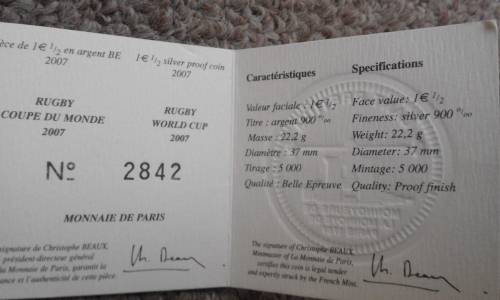 èce de 1€ 1/2 en argent BE
2007
1€ 1/2 silver proof coin
2007
RUGBY
COUPE DU MONDE
2007
RUGBY
WORLD CUP
2007
No 2842
MONNAIE DE PARIS
signature de Christophe BEAUX,
président directeur général
la Monnaie de Paris, garantit la
ance et l'authenticité de cette pièce.
Caractéristiques
Valeur faciale : 1€ 1/2
Titre : argent 900 ‰
Masse : 22,2 g
Diamètre : 37 mm
Tirage : 5 000
Qualité : Belle Epreuve
Specifications
Face value: 1€ 1/2
Fineness: silver 900 ‰
Weight: 22,2 g
Diameter: 37 mm
Mintage: 5 000
Quality: Proof finish
The signature of Christophe BEAUX,
Mintmaster of La Monnaie de Paris,
certifies this coin is legal tender
and expertly struck by the French Mint.